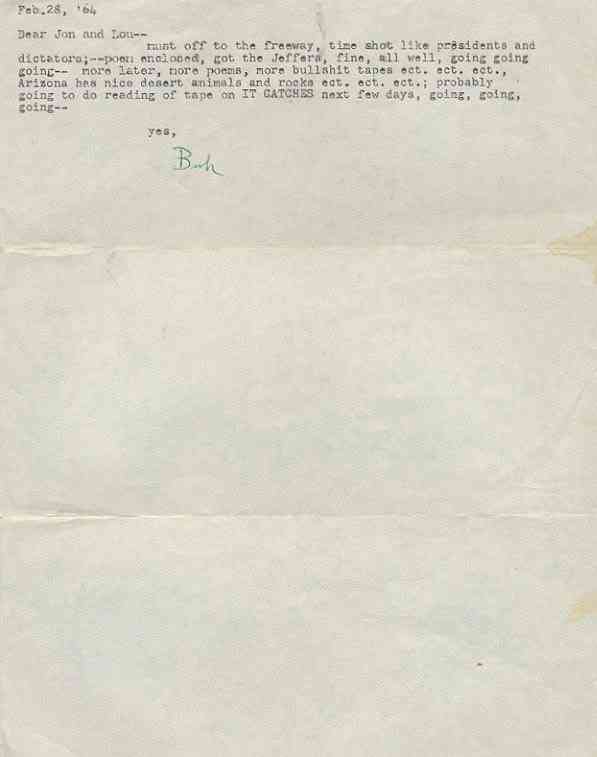 Feb.28, '64
Dear Jon and Lou--
must off to the freeway, time shot like presidents and
dictators;--poem enclosed, got the Jeffers, fine, all well, going going
going-- more later, more poems, more bullshit tapes ect. ect. ect.,
Arizona has nice desert animals and rocks ect. ect. ect.; probably
going to do reading of tape on IT CATCHES next few days, going, going,
going--
yes,
Buk